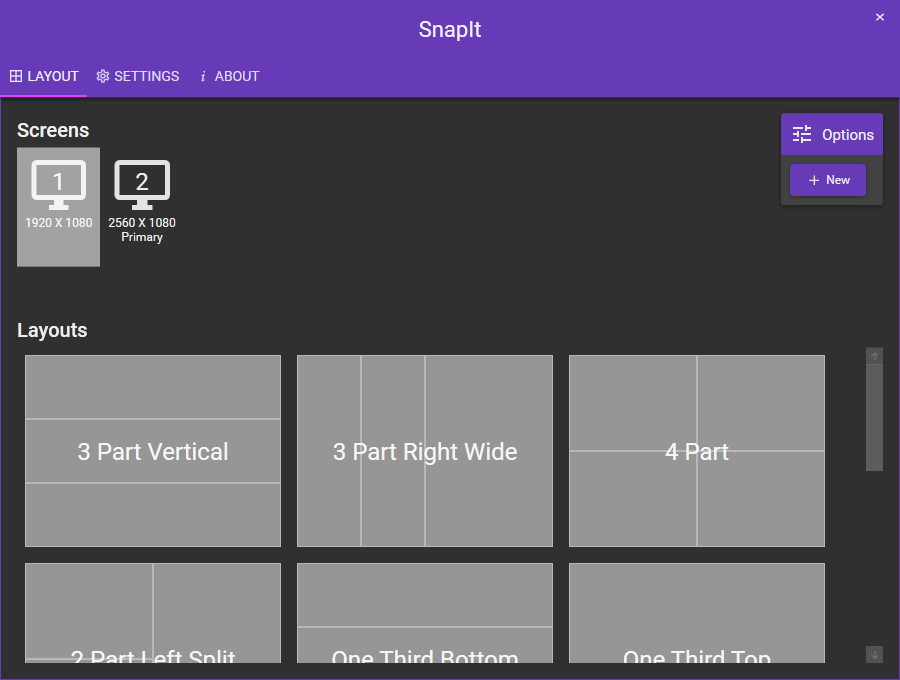 SnapIt
LAYOUT
SETTINGS
i ABOUT
Screens
Options
New
1
1920 X 1080
2
2560 X 1080
Primary
Layouts
3 Part Vertical
3 Part Right Wide
4 Part
2 Part Left Split
One Third Bottom
One Third Top